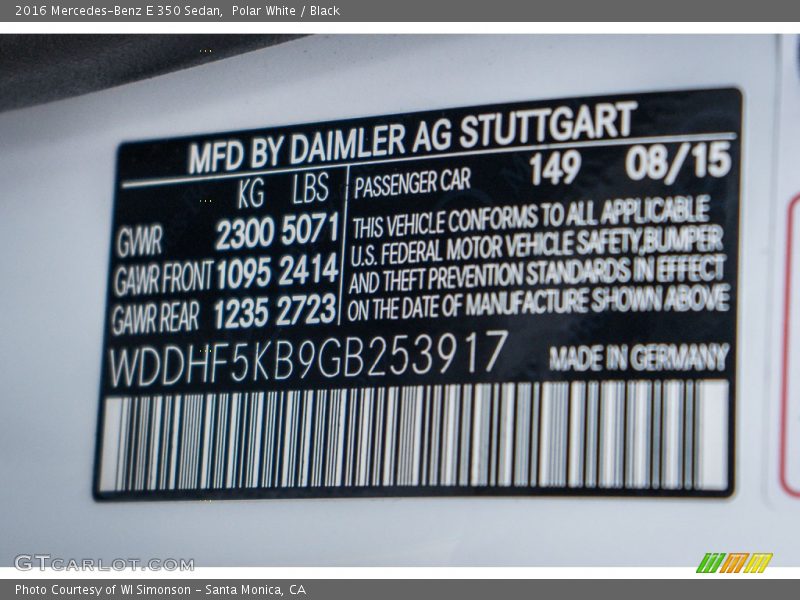 2016 Mercedes-Benz E 350 Sedan, Polar White / Black
MFD BY DAIMLER AG STUTTGART
KG LBS PASSENGER CAR 149 08/15
GVWR 2300 5071
GAWR FRONT 1095 2414
GAWR REAR 1235 2723
THIS VEHICLE CONFORMS TO ALL APPLICABLE
U.S. FEDERAL MOTOR VEHICLE SAFETY,BUMPER
AND THEFT PREVENTION STANDARDS IN EFFECT
ON THE DATE OF MANUFACTURE SHOWN ABOVE
WDDHF5KB9GB253917 MADE IN GERMANY
GTCARLOT.COM
Photo Courtesy of WI Simonson - Santa Monica, CA